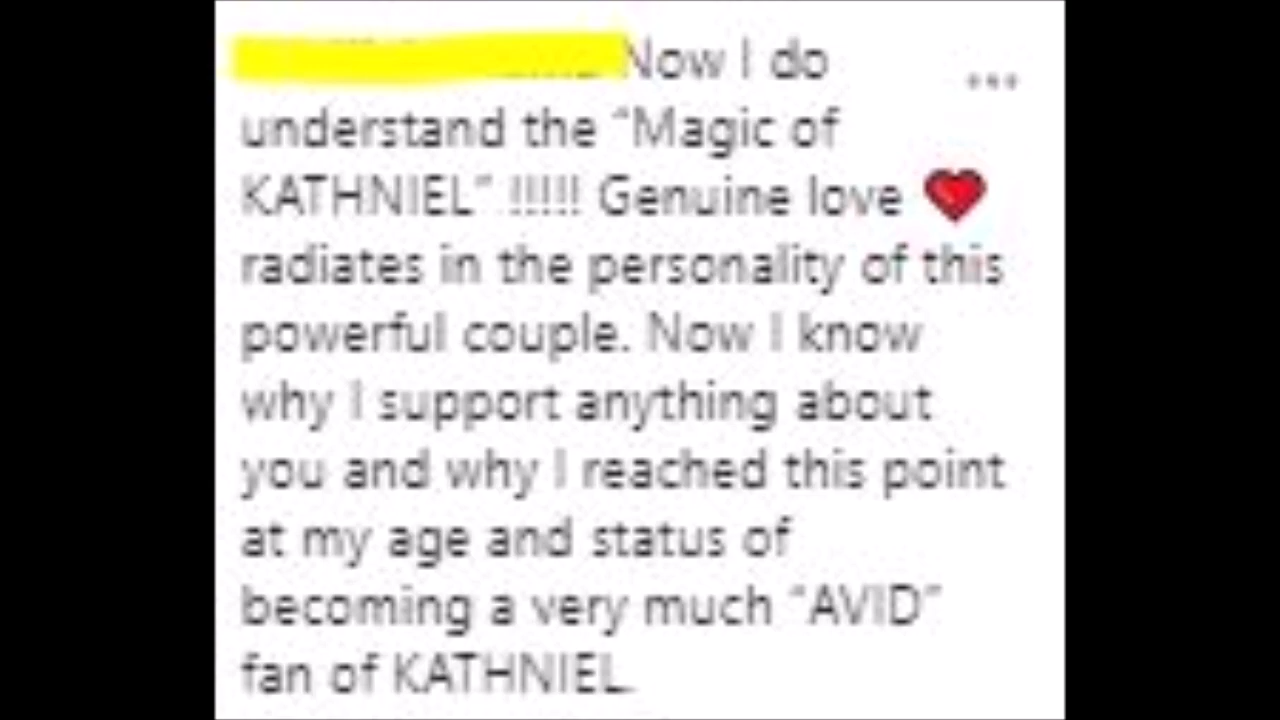 Now I do
understand the “Magic of
KATHNIEL” !!!!! Genuine love ❤
radiates in the personality of this
powerful couple. Now I know
why I support anything about
you and why I reached this point
at my age and status of
becoming a very much “AVID”
fan of KATHNIEL.